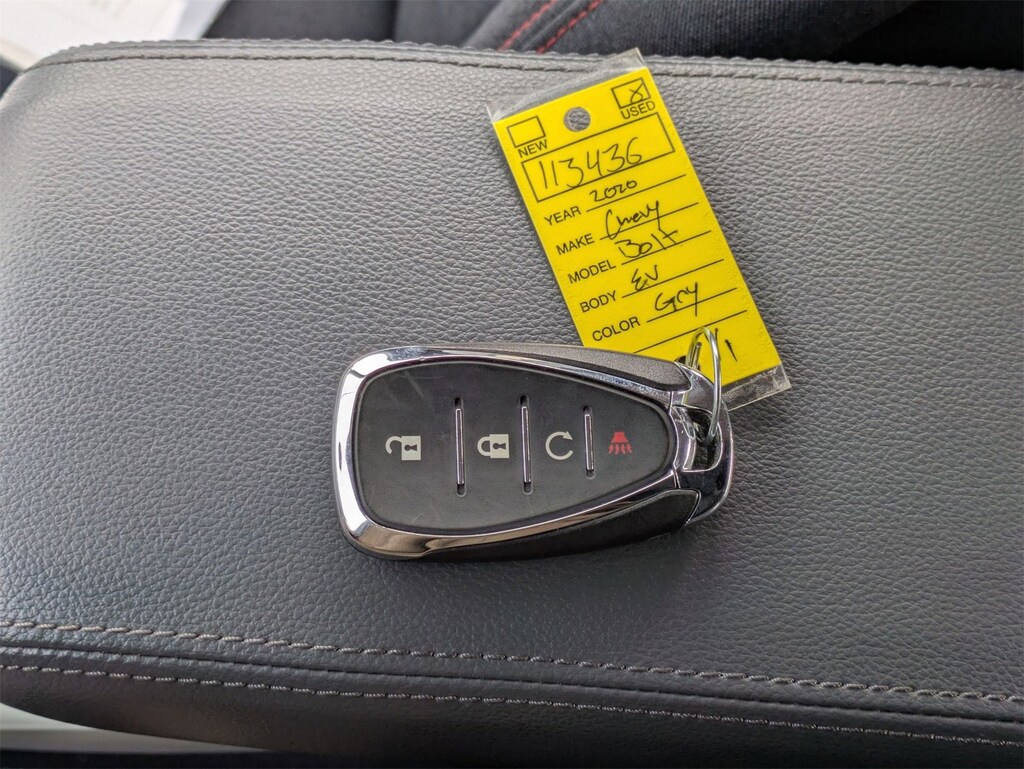 NEW X USED
113436
YEAR 2020
MAKE Chevy
MODEL Bolt
BODY EV
COLOR Gry